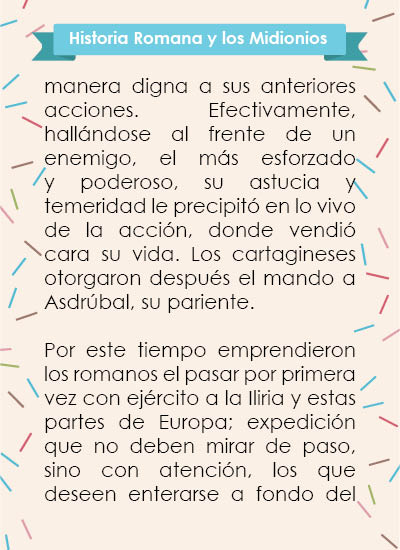 Historia Romana y los Midionios
manera digna a sus anteriores
acciones. Efectivamente,
hallándose al frente de un
enemigo, el más esforzado
y poderoso, su astucia y
temeridad le precipitó en lo vivo
de la acción, donde vendió
cara su vida. Los cartagineses
otorgaron después el mando a
Asdrúbal, su pariente.
Por este tiempo emprendieron
los romanos el pasar por primera
vez con ejército a la Iliria y estas
partes de Europa; expedición
que no deben mirar de paso,
sino con atención, los que
deseen enterarse a fondo del